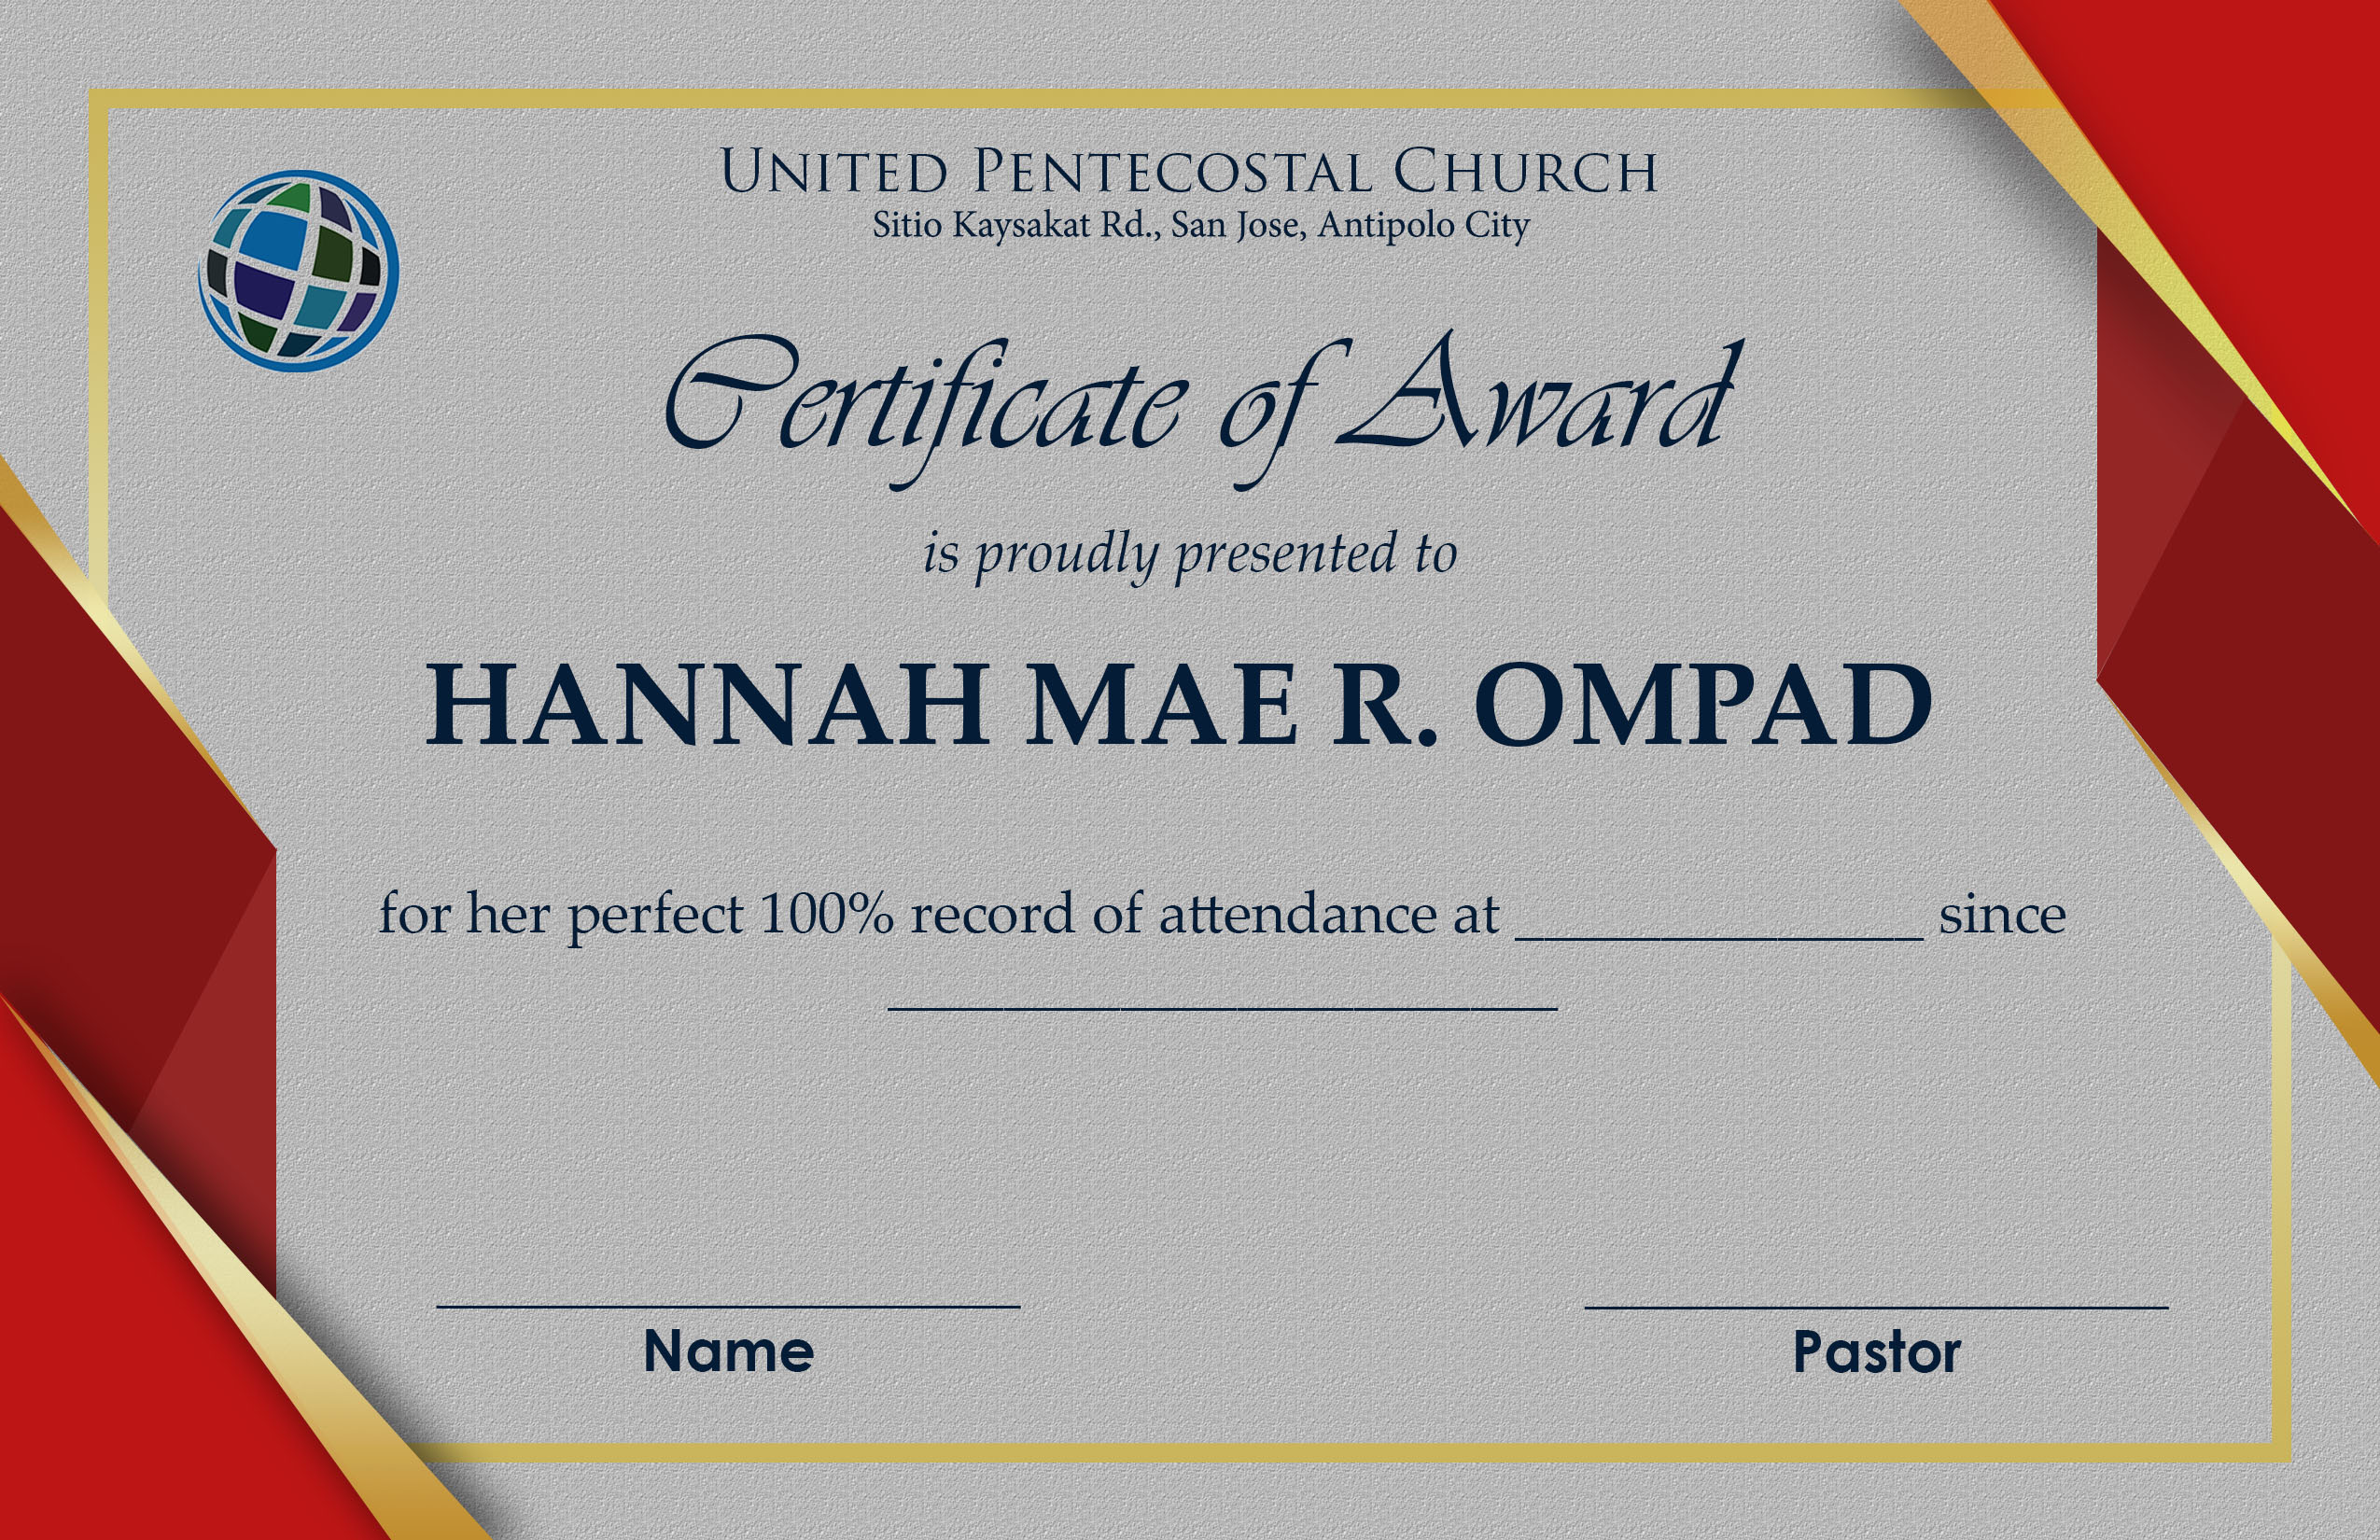 United Pentecostal Church
Sitio Kaysakat Rd., San Jose, Antipolo City
Certificate of Award
is proudly presented to
HANNAH MAE R. OMPAD
for her perfect 100% record of attendance at ______________ since
_______________________
Name
Pastor